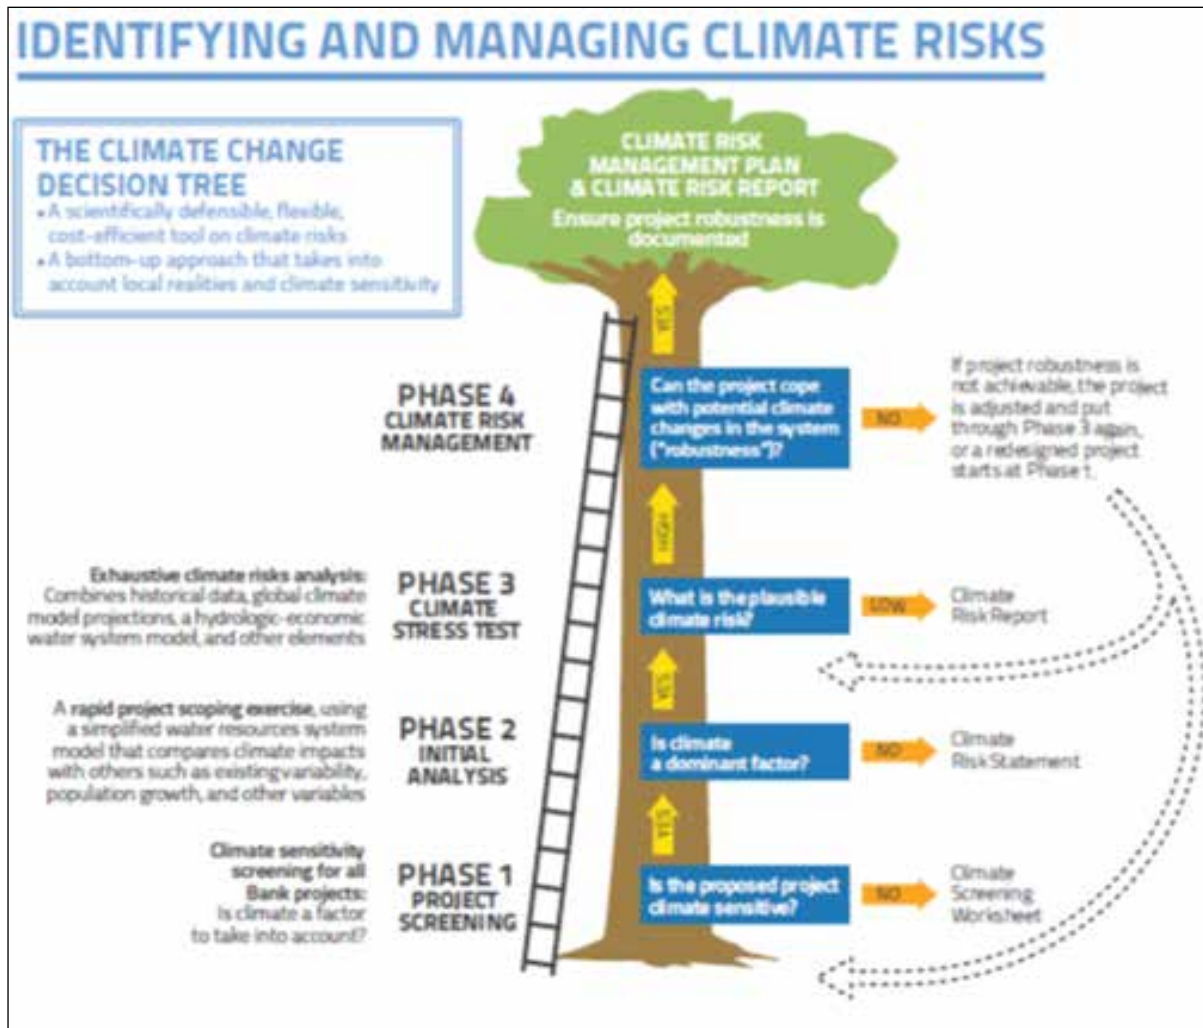 IDENTIFYING AND MANAGING CLIMATE RISKS
THE CLIMATE CHANGE
DECISION TREE
• A scientifically defensible, flexible,
cost-efficient tool on climate risks
• A bottom-up approach that takes into
account local realities and climate sensitivity
CLIMATE RISK
MANAGEMENT PLAN
& CLIMATE RISK REPORT
Ensure project robustness is
documented
YES
PHASE 4
CLIMATE RISK
MANAGEMENT
Can the project cope
with potential climate
changes in the system
("robustness")?
NO
If project robustness is
not achievable, the project
is adjusted and put
through Phase 3 again,
or a redesigned project
starts at Phase 1.
HIGH
Exhaustive climate risks analysis:
Combines historical data, global climate
model projections, a hydrologic-economic
water system model, and other elements
PHASE 3
CLIMATE
STRESS TEST
What is the plausible
climate risk?
LOW
Climate
Risk Report
YES
A rapid project scoping exercise, using
a simplified water resources system
model that compares climate impacts
with others such as existing variability,
population growth, and other variables
PHASE 2
INITIAL
ANALYSIS
Is climate
a dominant factor?
NO
Climate
Risk Statement
YES
Climate sensitivity
screening for all
Bank projects:
Is climate a factor
to take into account?
PHASE 1
PROJECT
SCREENING
Is the proposed project
climate sensitive?
NO
Climate
Screening
Worksheet